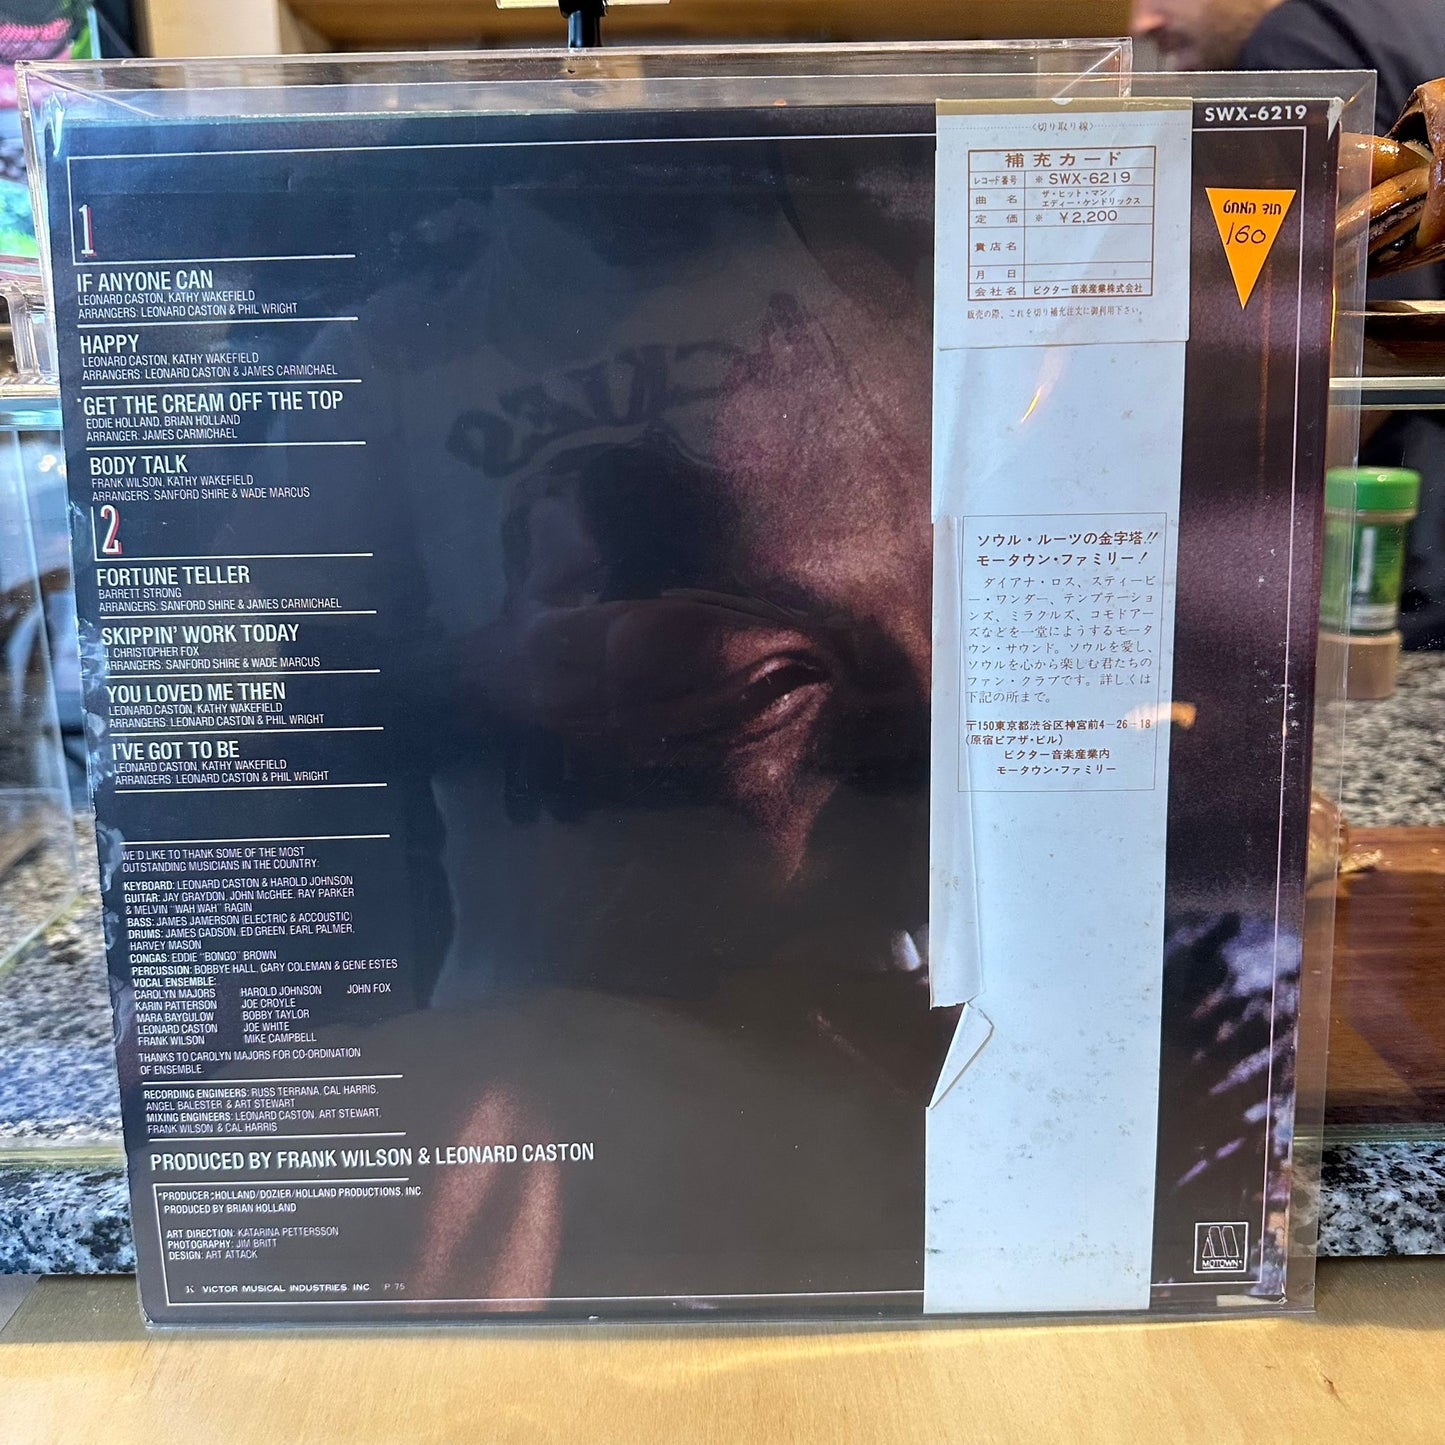 SWX-6219
חוד המחט
160
1
IF ANYONE CAN
LEONARD CASTON, KATHY WAKEFIELD
ARRANGERS: LEONARD CASTON & PHIL WRIGHT
HAPPY
LEONARD CASTON, KATHY WAKEFIELD
ARRANGERS: LEONARD CASTON & JAMES CARMICHAEL
*GET THE CREAM OFF THE TOP
EDDIE HOLLAND, BRIAN HOLLAND
ARRANGER: JAMES CARMICHAEL
BODY TALK
FRANK WILSON, KATHY WAKEFIELD
ARRANGERS: SANFORD SHIRE & WADE MARCUS
2
FORTUNE TELLER
BARRETT STRONG
ARRANGERS: SANFORD SHIRE & JAMES CARMICHAEL
SKIPPIN' WORK TODAY
J. CHRISTOPHER FOX
ARRANGERS: SANFORD SHIRE & WADE MARCUS
YOU LOVED ME THEN
LEONARD CASTON, KATHY WAKEFIELD
ARRANGERS: LEONARD CASTON & PHIL WRIGHT
I'VE GOT TO BE
LEONARD CASTON, KATHY WAKEFIELD
ARRANGERS: LEONARD CASTON & PHIL WRIGHT
WE'D LIKE TO THANK SOME OF THE MOST
OUTSTANDING MUSICIANS IN THE COUNTRY:
KEYBOARD: LEONARD CASTON & HAROLD JOHNSON
GUITAR: JAY GRAYDON, JOHN McGHEE, RAY PARKER
& MELVIN "WAH WAH" RAGIN
BASS: JAMES JAMERSON (ELECTRIC & ACCOUSTIC)
DRUMS: JAMES GADSON, ED GREEN, EARL PALMER,
HARVEY MASON
CONGAS: EDDIE "BONGO" BROWN
PERCUSSION: BOBBYE HALL, GARY COLEMAN & GENE ESTES
VOCAL ENSEMBLE:
CAROLYN MAJORS HAROLD JOHNSON JOHN FOX
KARIN PATTERSON JOE CROYLE
MARA BAYGULOW BOBBY TAYLOR
LEONARD CASTON JOE WHITE
FRANK WILSON MIKE CAMPBELL
THANKS TO CAROLYN MAJORS FOR CO-ORDINATION
OF ENSEMBLE.
RECORDING ENGINEERS: RUSS TERRANA, CAL HARRIS,
ANGEL BALESTER & ART STEWART
MIXING ENGINEERS: LEONARD CASTON, ART STEWART,
FRANK WILSON & CAL HARRIS
PRODUCED BY FRANK WILSON & LEONARD CASTON
*PRODUCER: HOLLAND/DOZIER/HOLLAND PRODUCTIONS, INC.
PRODUCED BY BRIAN HOLLAND
ART DIRECTION: KATARINA PETTERSSON
PHOTOGRAPHY: JIM BRITT
DESIGN: ART ATTACK
VICTOR MUSICAL INDUSTRIES. INC. P 75
〈切り取り線〉
補充カード
レコード番号 ※ SWX-6219
曲名 ザ・ヒット・マン/
エディー・ケンドリックス
定価 ※ ￥2,200
貴店名
月日
会社名 ビクター音楽産業株式会社
販売の際、これを切り補充注文に御利用下さい。
ソウル・ルーツの金字塔!!
モータウン・ファミリー!
ダイアナ・ロス、スティービ
ー・ワンダー、テンプテーショ
ンズ、ミラクルズ、コモドアー
ズなどを一堂にようするモータ
ウン・サウンド。ソウルを愛し、
ソウルを心から楽しむ君たちの
ファン・クラブです。詳しくは
下記の所まで。
〒150東京都渋谷区神宮前4-26-18
(原宿ピアザ・ビル)
ビクター音楽産業内
モータウン・ファミリー
MOTOWN